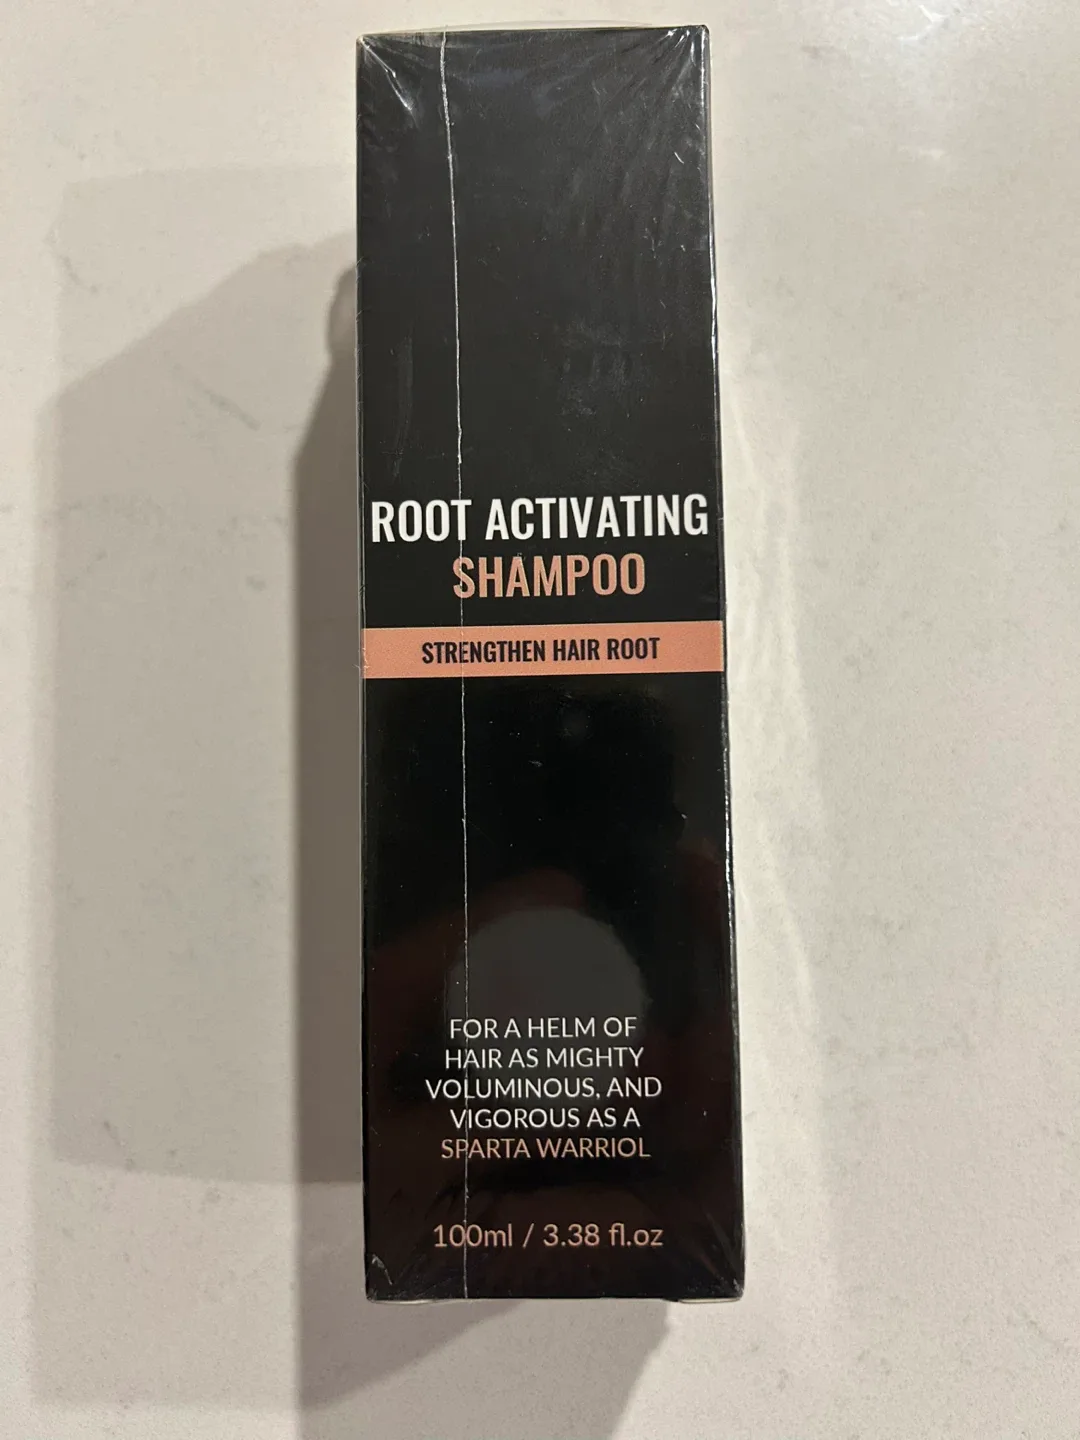 ROOT ACTIVATING
SHAMPOO
STRENGTHEN HAIR ROOT
FOR A HELM OF
HAIR AS MIGHTY
VOLUMINOUS, AND
VIGOROUS AS A
SPARTA WARRIOL
100ml / 3.38 fl.oz